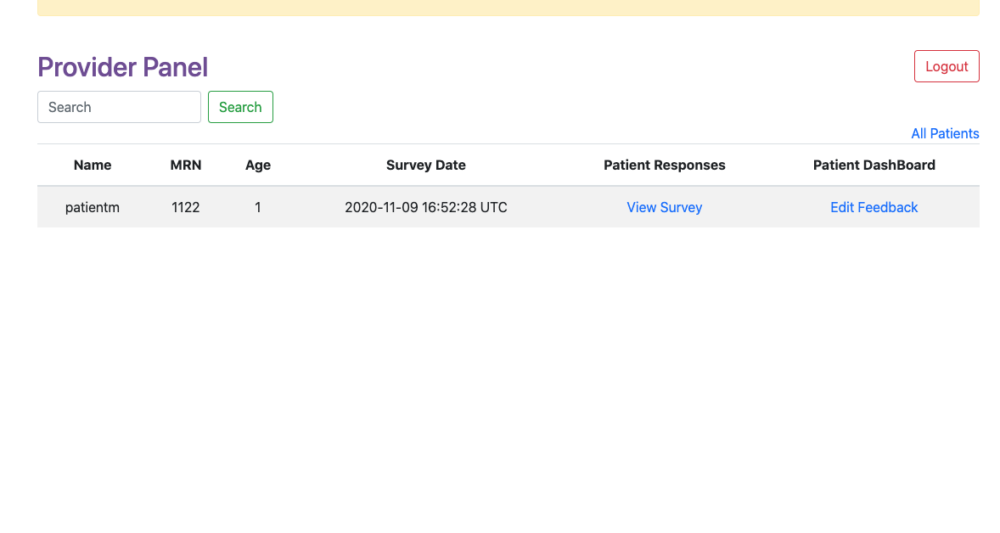 Provider Panel
Logout
Search Search
All Patients
Name MRN Age Survey Date Patient Responses Patient DashBoard
patientm 1122 1 2020-11-09 16:52:28 UTC View Survey Edit Feedback